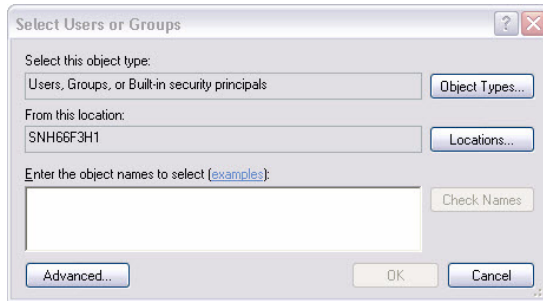 Select Users or Groups
Select this object type:
Users, Groups, or Built-in security principals
Object Types...
From this location:
SNH66F3H1
Locations...
Enter the object names to select (examples):
Check Names
Advanced...
OK
Cancel